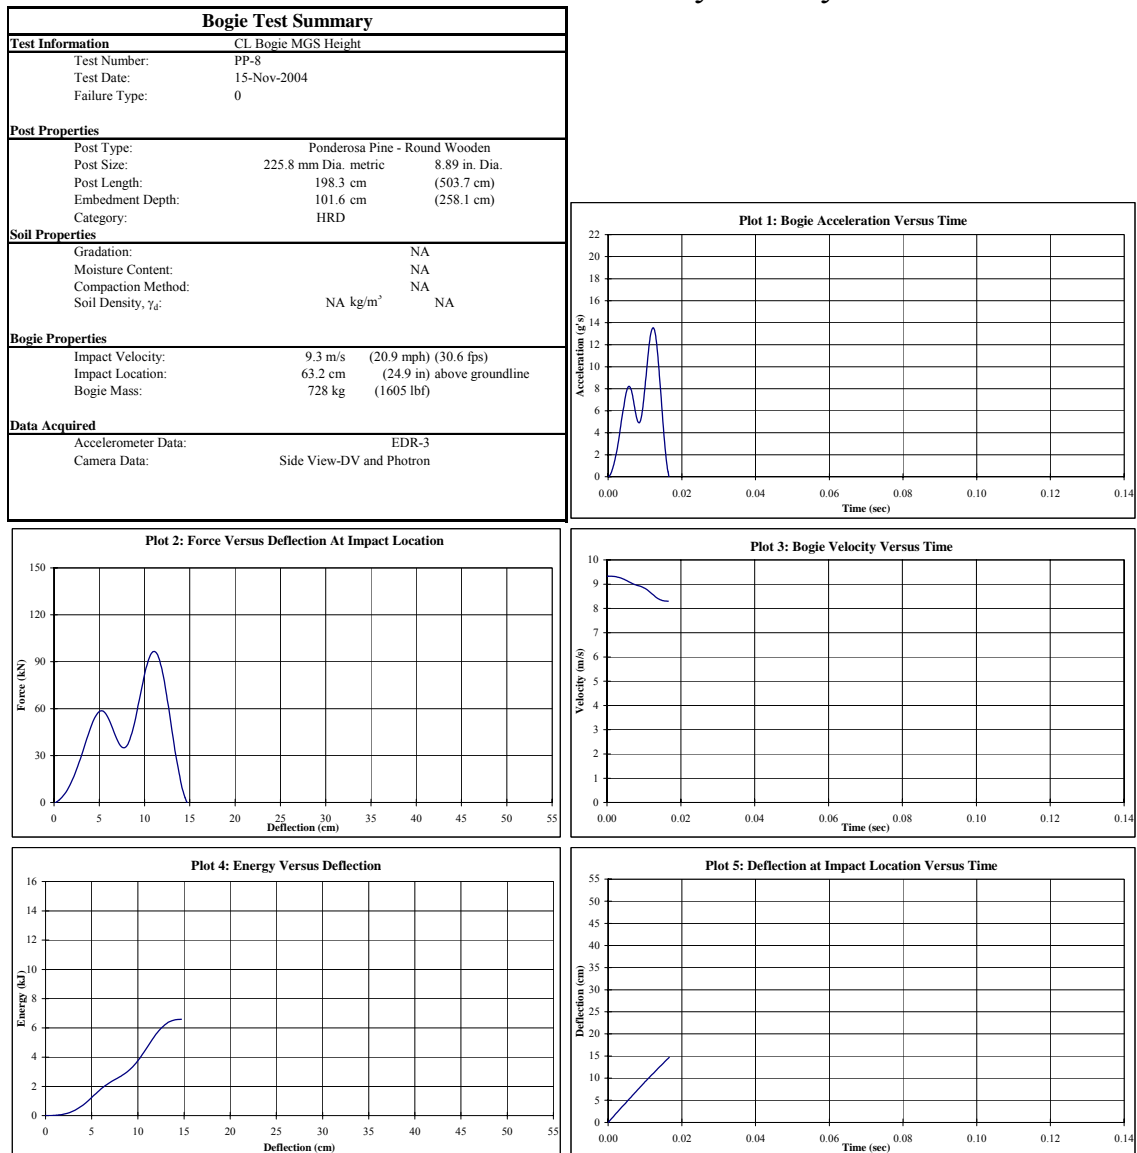 Bogie Test Summary
Test Information CL Bogie MGS Height
Test Number: PP-8
Test Date: 15-Nov-2004
Failure Type: 0
Post Properties
Post Type: Ponderosa Pine - Round Wooden
Post Size: 225.8 mm Dia. metric 8.89 in. Dia.
Post Length: 198.3 cm (503.7 cm)
Embedment Depth: 101.6 cm (258.1 cm)
Category: HRD
Soil Properties
Gradation: NA
Moisture Content: NA
Compaction Method: NA
Soil Density, γd: NA kg/m³ NA
Bogie Properties
Impact Velocity: 9.3 m/s (20.9 mph) (30.6 fps)
Impact Location: 63.2 cm (24.9 in) above groundline
Bogie Mass: 728 kg (1605 lbf)
Data Acquired
Accelerometer Data: EDR-3
Camera Data: Side View-DV and Photron
Plot 1: Bogie Acceleration Versus Time
22
20
18
16
14
12
10
8
6
4
2
0
Acceleration (g's)
0.00 0.02 0.04 0.06 0.08 0.10 0.12 0.14
Time (sec)
Plot 2: Force Versus Deflection At Impact Location
150
120
90
60
30
0
Force (kN)
0 5 10 15 20 25 30 35 40 45 50 55
Deflection (cm)
Plot 3: Bogie Velocity Versus Time
10
9
8
7
6
5
4
3
2
1
0
Velocity (m/s)
0.00 0.02 0.04 0.06 0.08 0.10 0.12 0.14
Time (sec)
Plot 4: Energy Versus Deflection
16
14
12
10
8
6
4
2
0
Energy (kJ)
0 5 10 15 20 25 30 35 40 45 50 55
Deflection (cm)
Plot 5: Deflection at Impact Location Versus Time
55
50
45
40
35
30
25
20
15
10
5
0
Deflection (cm)
0.00 0.02 0.04 0.06 0.08 0.10 0.12 0.14
Time (sec)